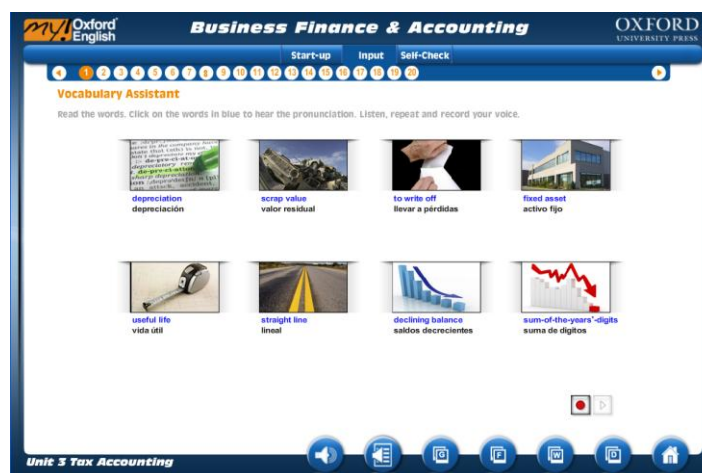 my! Oxford English
Business Finance & Accounting
OXFORD
UNIVERSITY PRESS
Start-up Input Self-Check
1 2 3 4 5 6 7 8 9 10 11 12 13 14 15 16 17 18 19 20
Vocabulary Assistant
Read the words. Click on the words in blue to hear the pronunciation. Listen, repeat and record your voice.
depreciation
depreciación
scrap value
valor residual
to write off
llevar a pérdidas
fixed asset
activo fijo
useful life
vida útil
straight line
lineal
declining balance
saldos decrecientes
sum-of-the-years'-digits
suma de dígitos
G F W D
Unit 3 Tax Accounting